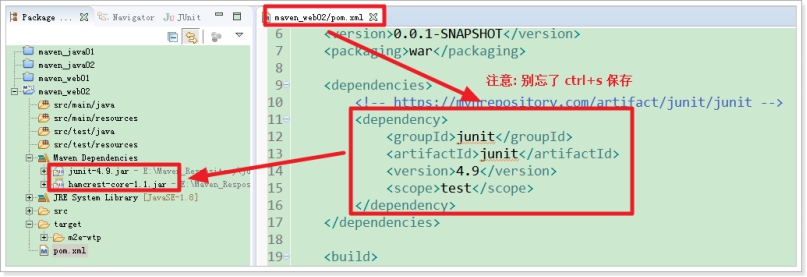 Package ...
Navigator
JUnit
maven_java01
maven_java02
maven_web01
maven_web02
src/main/java
src/main/resources
src/test/java
src/test/resources
Maven Dependencies
junit-4.9.jar - E:\Maven_Repository\ju
hamcrest-core-1.1.jar - E:\Maven_Respos
JRE System Library [JavaSE-1.8]
src
target
m2e-wtp
pom.xml
maven_web02/pom.xml
6 <version>0.0.1-SNAPSHOT</version>
7 <packaging>war</packaging>
8
9 <dependencies>
注意: 别忘了 ctrl+s 保存
10 <!-- https://mvnrepository.com/artifact/junit/junit -->
11 <dependency>
12 <groupId>junit</groupId>
13 <artifactId>junit</artifactId>
14 <version>4.9</version>
15 <scope>test</scope>
16 </dependency>
17 </dependencies>
18
19 <build>